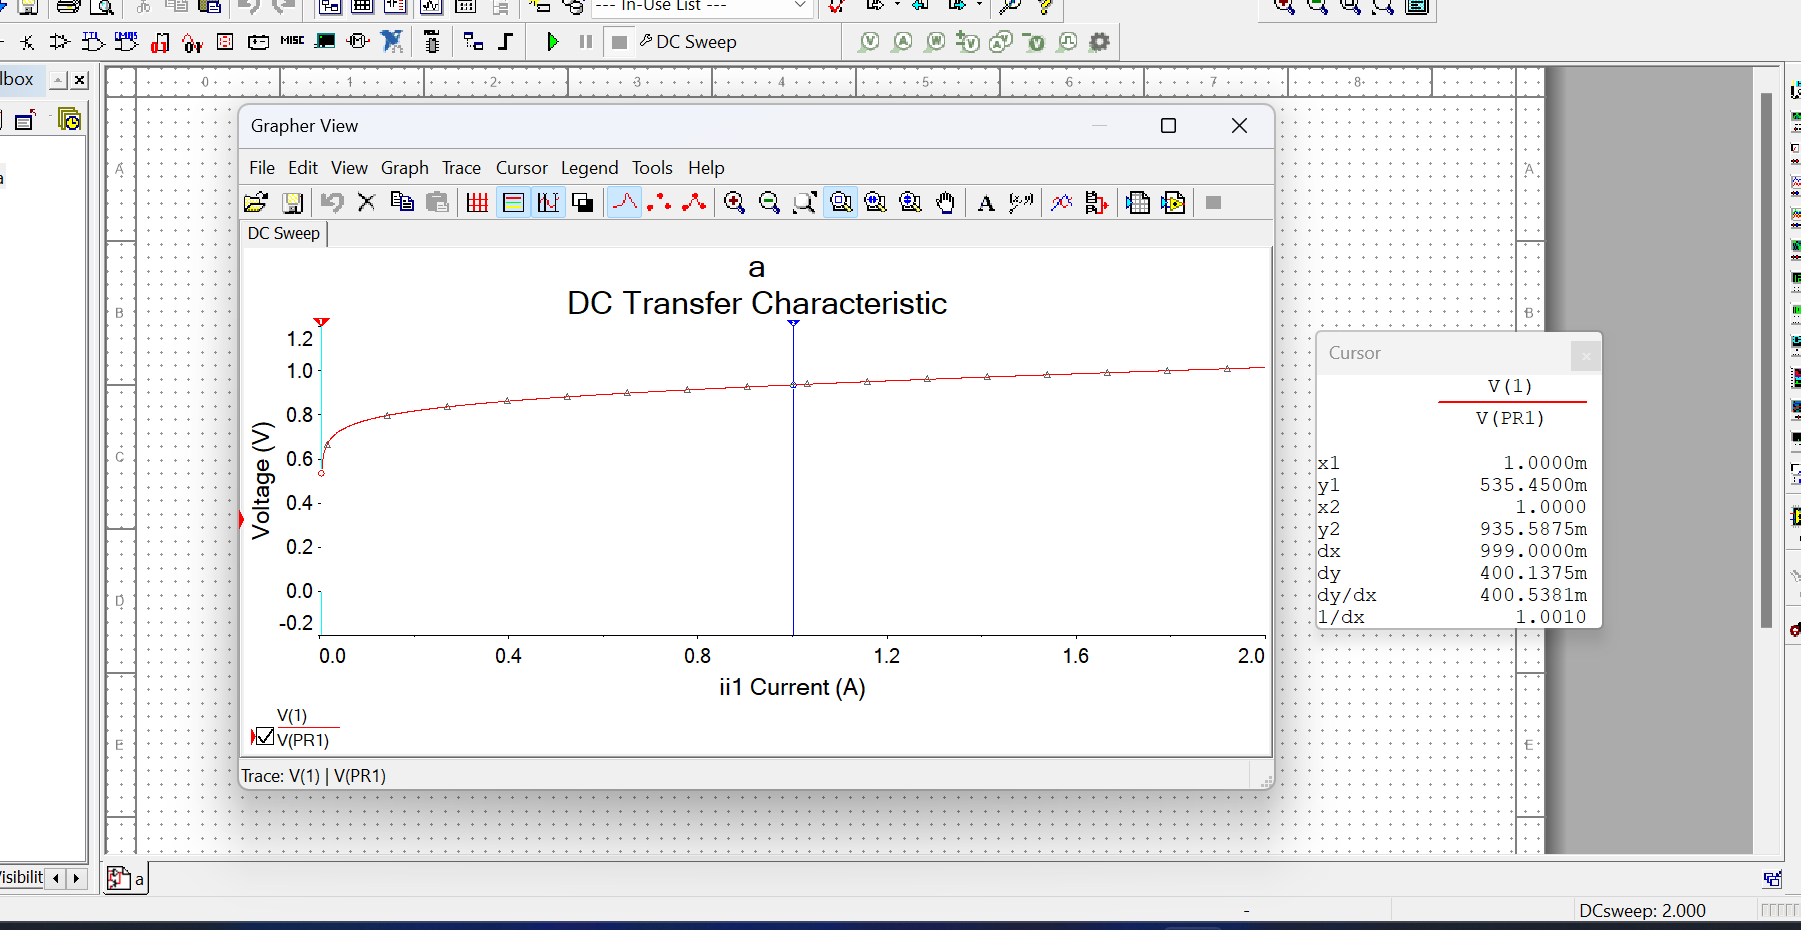 --- In-Use List ---
TTL
CMOS
MISC
DC Sweep
lbox
0 1 2 3 4 5 6 7 8
A
B
C
D
E
A
B
E
Grapher View
File Edit View Graph Trace Cursor Legend Tools Help
DC Sweep
a
DC Transfer Characteristic
1.2
1.0
0.8
0.6
0.4
0.2
0.0
-0.2
Voltage (V)
0.0 0.4 0.8 1.2 1.6 2.0
ii1 Current (A)
V(1)
V(PR1)
Trace: V(1) | V(PR1)
Cursor
V(1)
V(PR1)
x1 1.0000m
y1 535.4500m
x2 1.0000
y2 935.5875m
dx 999.0000m
dy 400.1375m
dy/dx 400.5381m
1/dx 1.0010
isibilit
a
-
DCsweep: 2.000